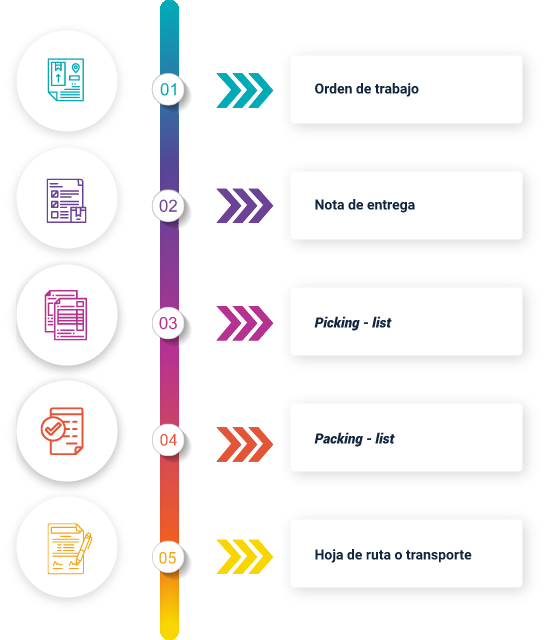 01
Orden de trabajo
02
Nota de entrega
03
Picking - list
04
Packing - list
05
Hoja de ruta o transporte